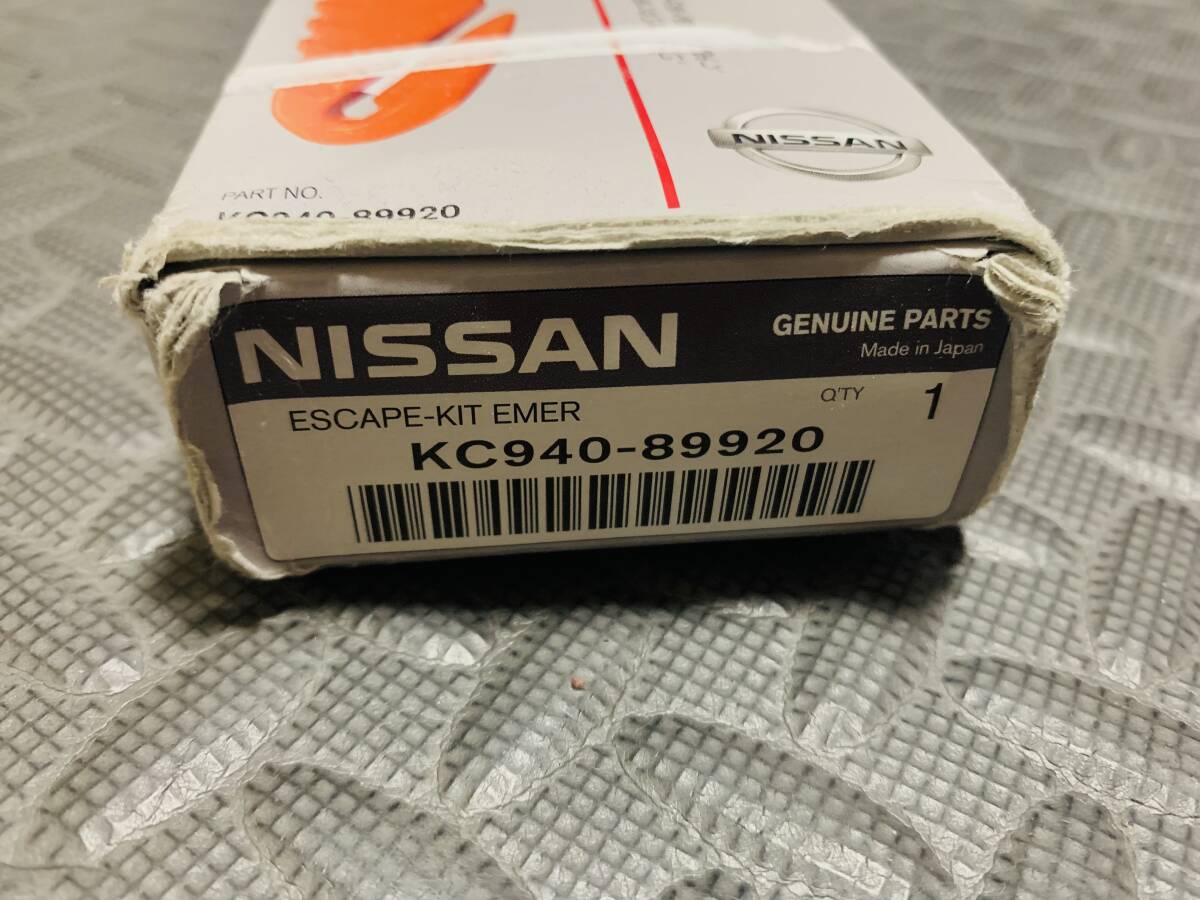 NISSAN
PART NO.
KC940-89920
NISSAN
GENUINE PARTS
Made in Japan
ESCAPE-KIT EMER
Q'TY 1
KC940-89920